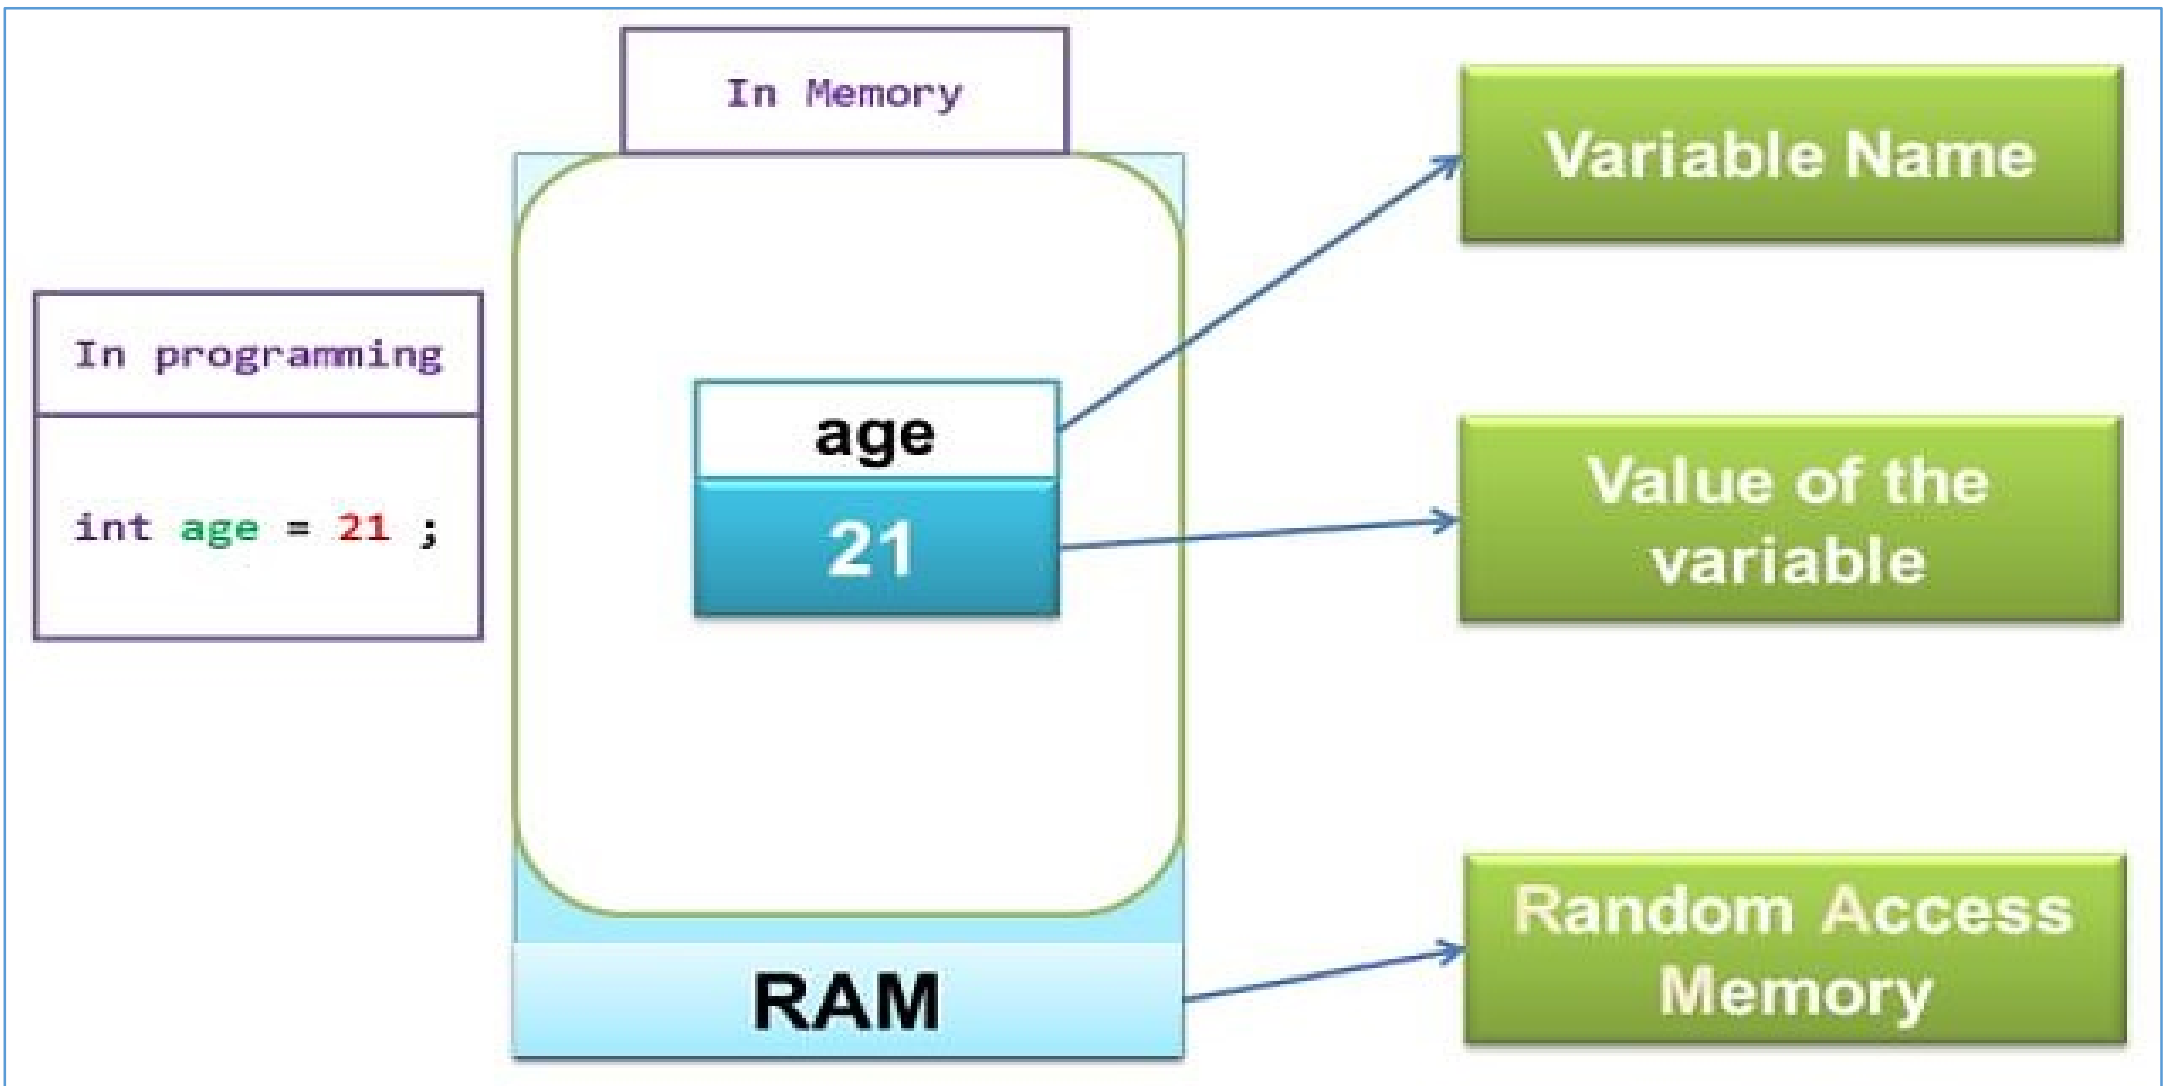 In Memory
Variable Name
In programming
int age = 21 ;
age
21
Value of the
variable
RAM
Random Access
Memory